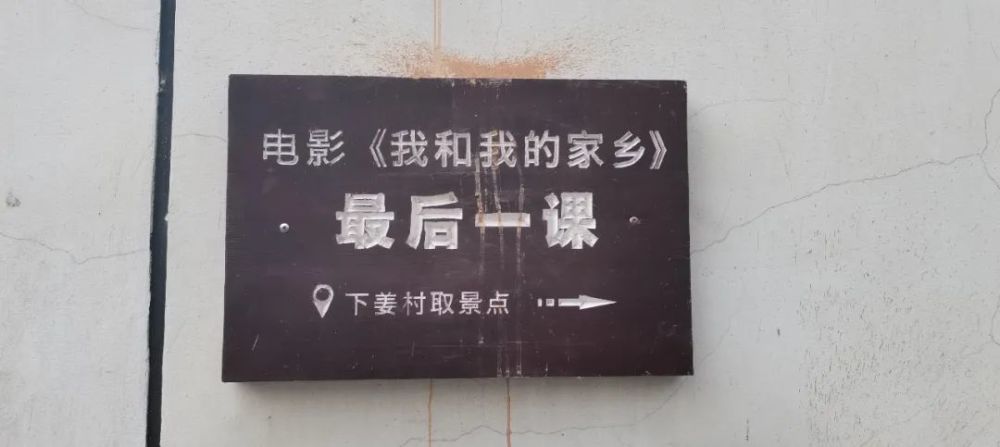 电影《我和我的家乡》
最后一课
下姜村取景点